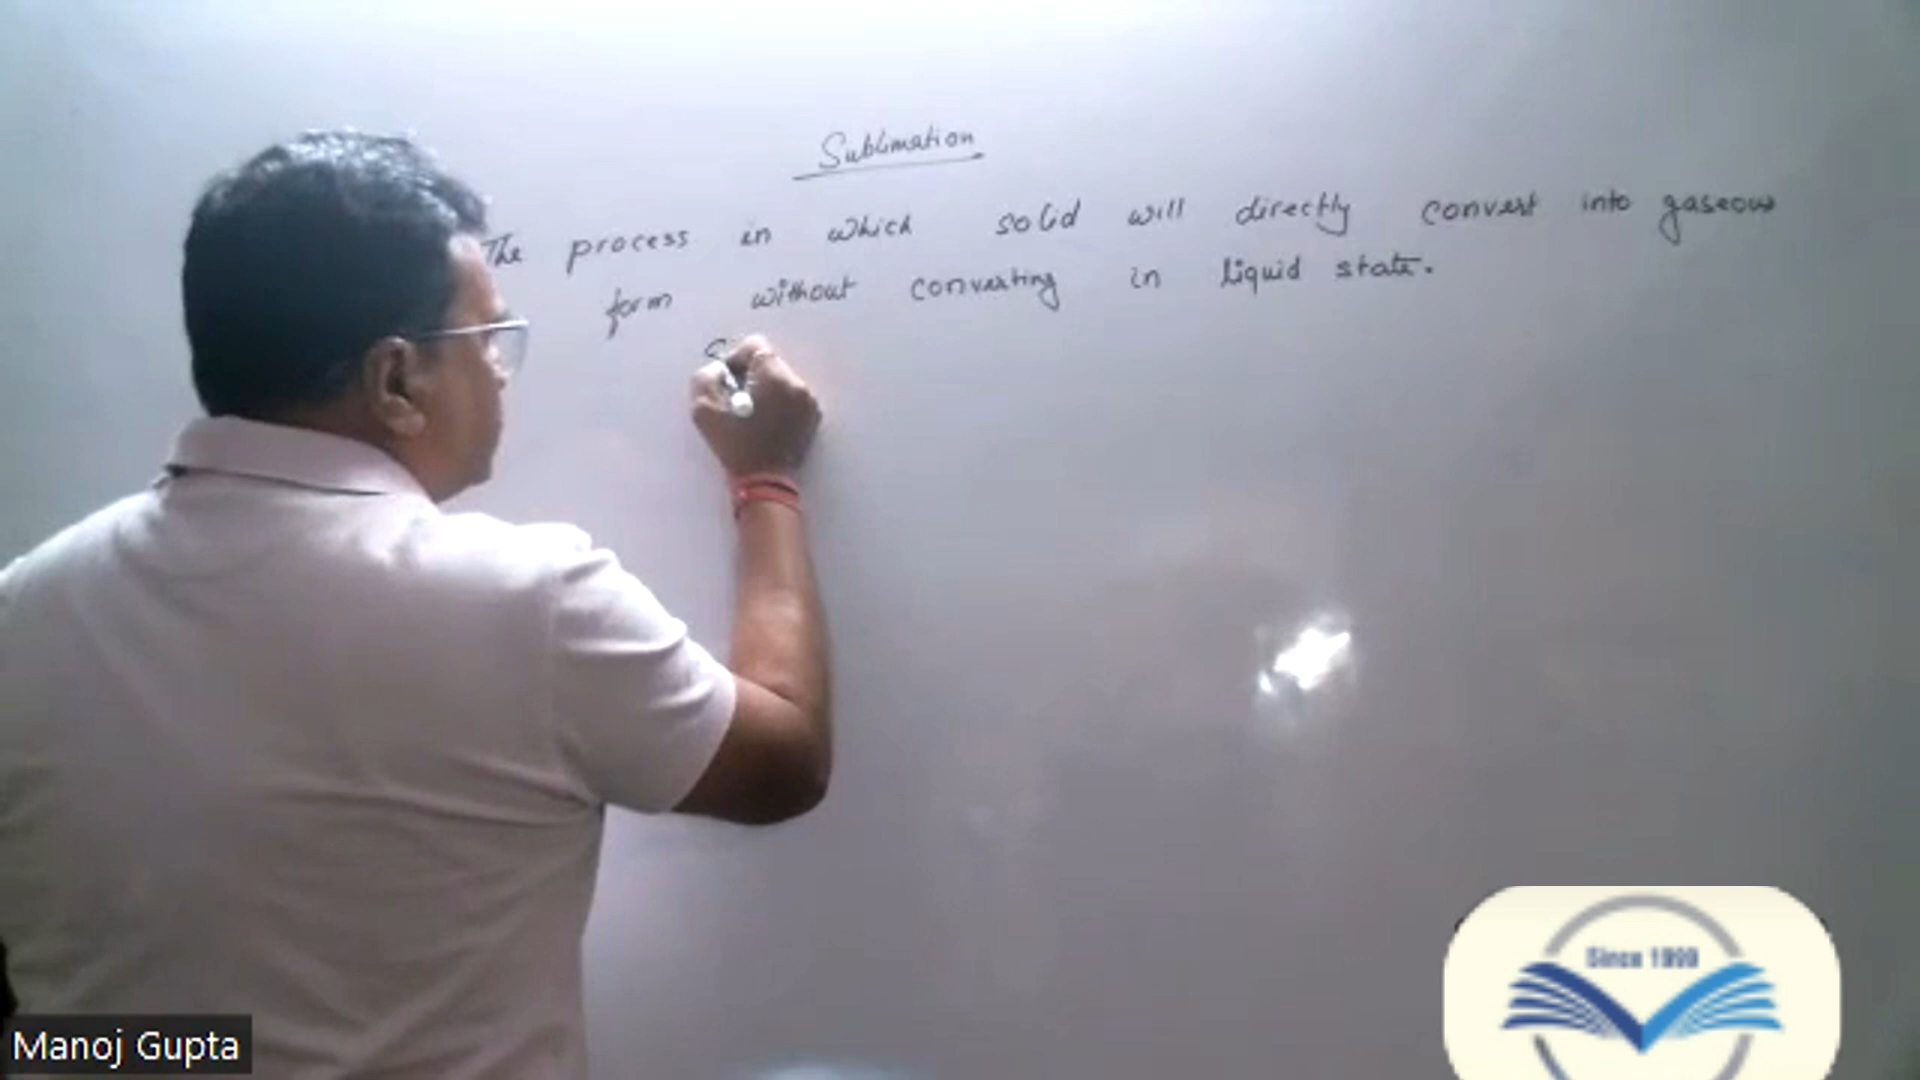 Sublimation
The process in which solid will directly convert into gaseous
form without converting in liquid state.
S
Since 1999
Manoj Gupta